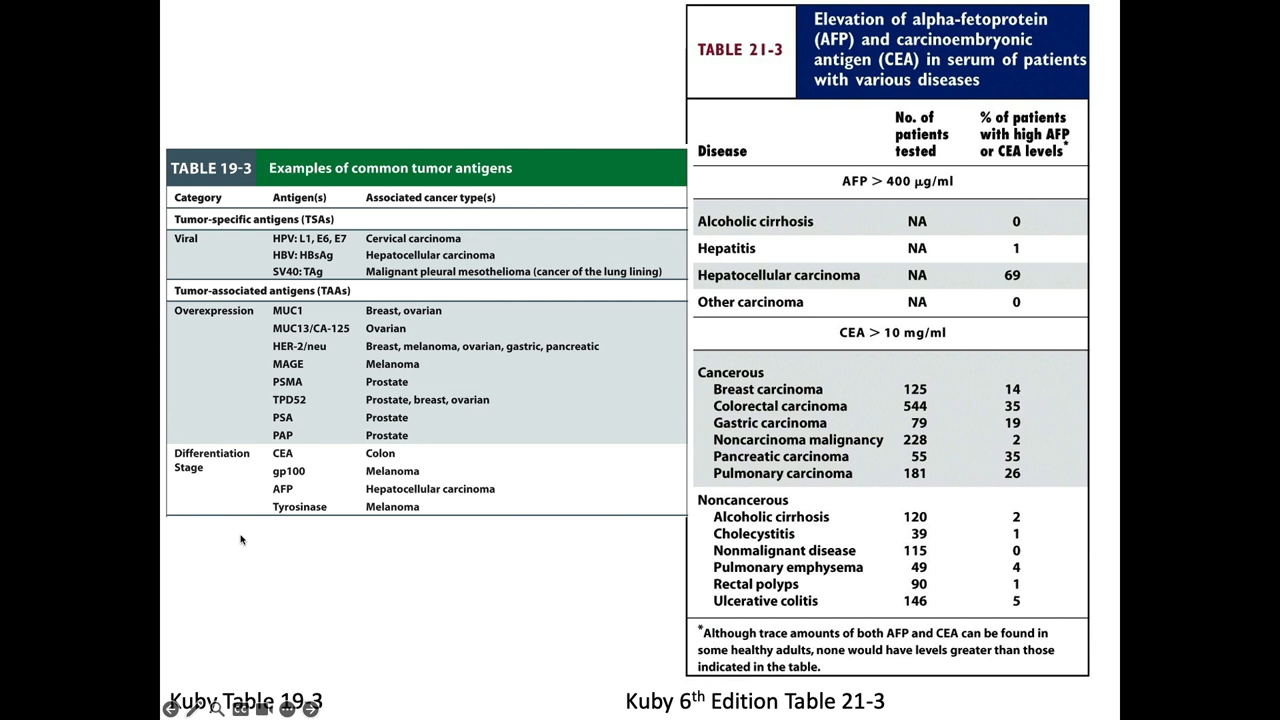 TABLE 19-3 Examples of common tumor antigens
Category Antigen(s) Associated cancer type(s)
Tumor-specific antigens (TSAs)
Viral HPV: L1, E6, E7 Cervical carcinoma
HBV: HBsAg Hepatocellular carcinoma
SV40: TAg Malignant pleural mesothelioma (cancer of the lung lining)
Tumor-associated antigens (TAAs)
Overexpression MUC1 Breast, ovarian
MUC13/CA-125 Ovarian
HER-2/neu Breast, melanoma, ovarian, gastric, pancreatic
MAGE Melanoma
PSMA Prostate
TPD52 Prostate, breast, ovarian
PSA Prostate
PAP Prostate
Differentiation CEA Colon
Stage
gp100 Melanoma
AFP Hepatocellular carcinoma
Tyrosinase Melanoma
Kuby Table 19-3
TABLE 21-3
Elevation of alpha-fetoprotein
(AFP) and carcinoembryonic
antigen (CEA) in serum of patients
with various diseases
No. of % of patients
patients with high AFP
Disease tested or CEA levels*
AFP > 400 μg/ml
Alcoholic cirrhosis NA 0
Hepatitis NA 1
Hepatocellular carcinoma NA 69
Other carcinoma NA 0
CEA > 10 mg/ml
Cancerous
Breast carcinoma 125 14
Colorectal carcinoma 544 35
Gastric carcinoma 79 19
Noncarcinoma malignancy 228 2
Pancreatic carcinoma 55 35
Pulmonary carcinoma 181 26
Noncancerous
Alcoholic cirrhosis 120 2
Cholecystitis 39 1
Nonmalignant disease 115 0
Pulmonary emphysema 49 4
Rectal polyps 90 1
Ulcerative colitis 146 5
*Although trace amounts of both AFP and CEA can be found in
some healthy adults, none would have levels greater than those
indicated in the table.
Kuby 6th Edition Table 21-3